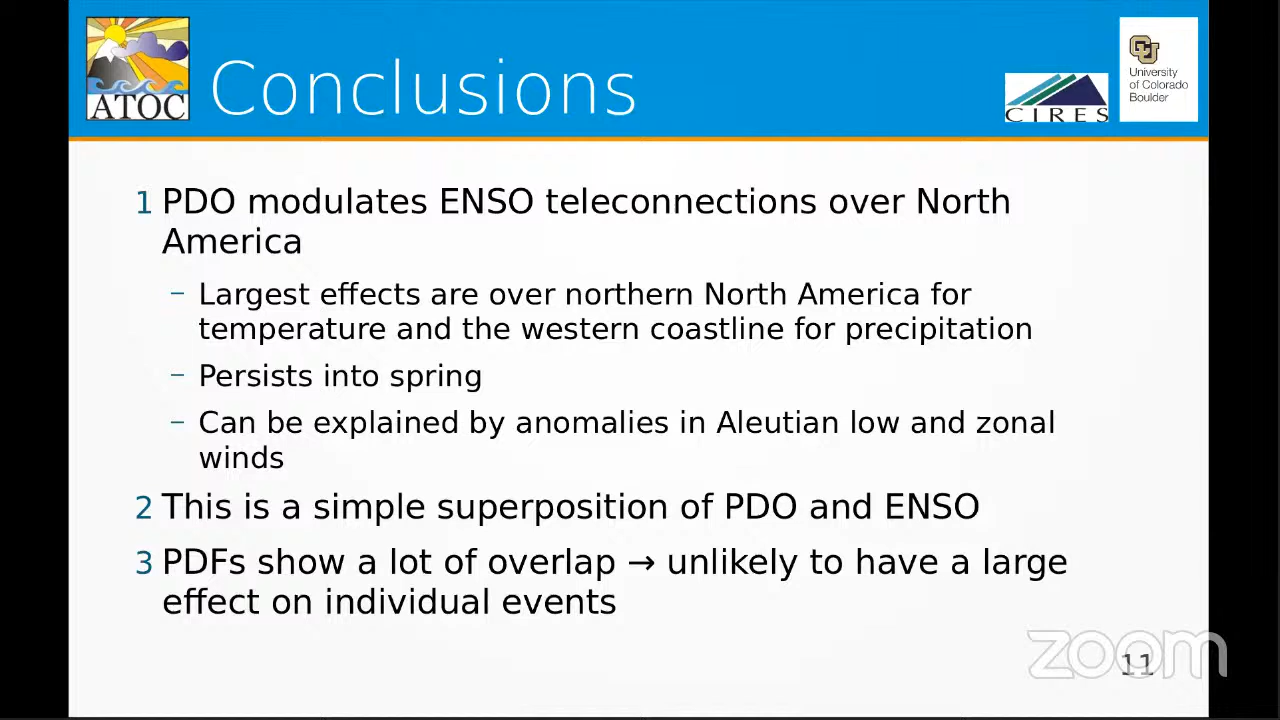 ATOC
Conclusions
CIRES
CU
University
of Colorado
Boulder
1 PDO modulates ENSO teleconnections over North
America
– Largest effects are over northern North America for
temperature and the western coastline for precipitation
– Persists into spring
– Can be explained by anomalies in Aleutian low and zonal
winds
2 This is a simple superposition of PDO and ENSO
3 PDFs show a lot of overlap → unlikely to have a large
effect on individual events
zoom
11